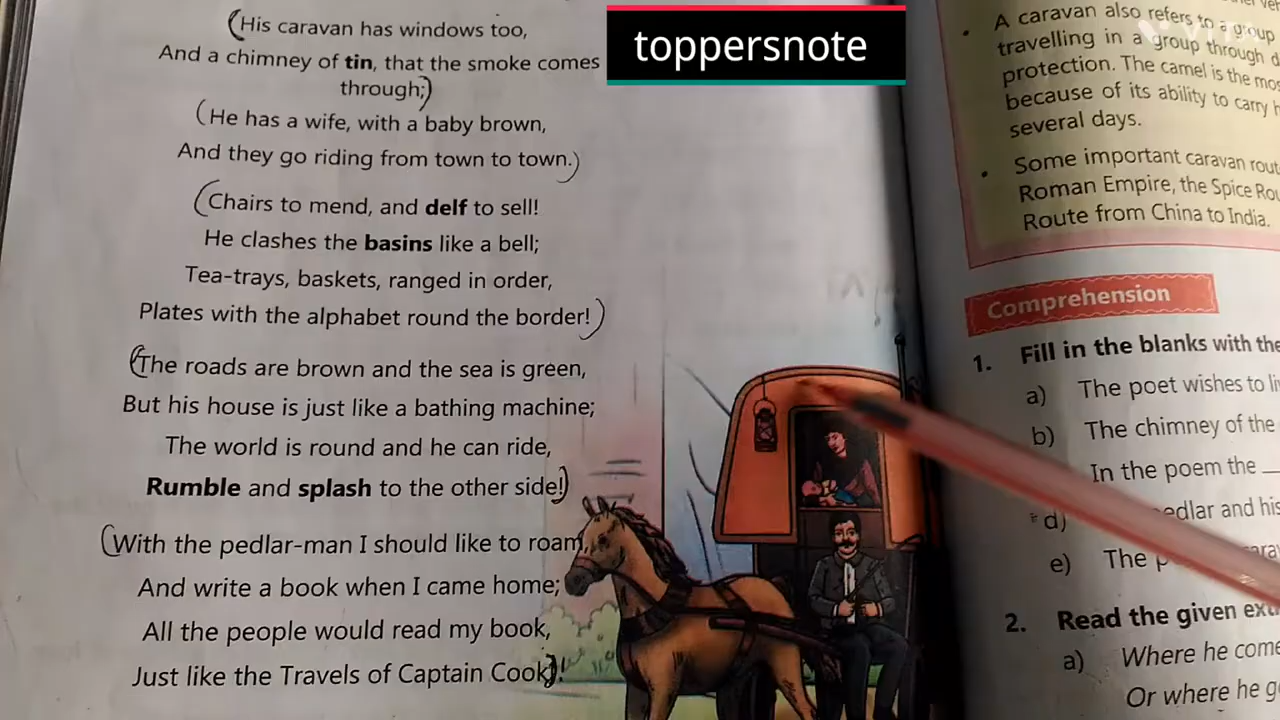 toppersnote
His caravan has windows too,
And a chimney of tin, that the smoke comes
through;
He has a wife, with a baby brown,
And they go riding from town to town.
Chairs to mend, and delf to sell!
He clashes the basins like a bell;
Tea-trays, baskets, ranged in order,
Plates with the alphabet round the border!
The roads are brown and the sea is green,
But his house is just like a bathing machine;
The world is round and he can ride,
Rumble and splash to the other side!
With the pedlar-man I should like to roam,
And write a book when I came home;
All the people would read my book,
Just like the Travels of Captain Cook!
• A caravan also refers to a group
travelling in a group through
protection. The camel is the
because of its ability to carry
several days.
• Some important caravan
Roman Empire, the Spice
Route from China to India.
Comprehension
1. Fill in the blanks with the
a) The poet wishes to
b) The chimney of the
In the poem the
d) and his
e) The
2. Read the given
a) Where he
Or where he